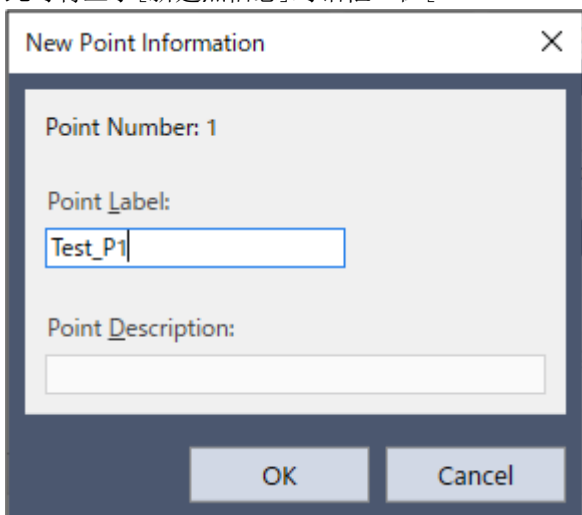 New Point Information
Point Number: 1
Point Label:
Test_P1
Point Description:
OK
Cancel